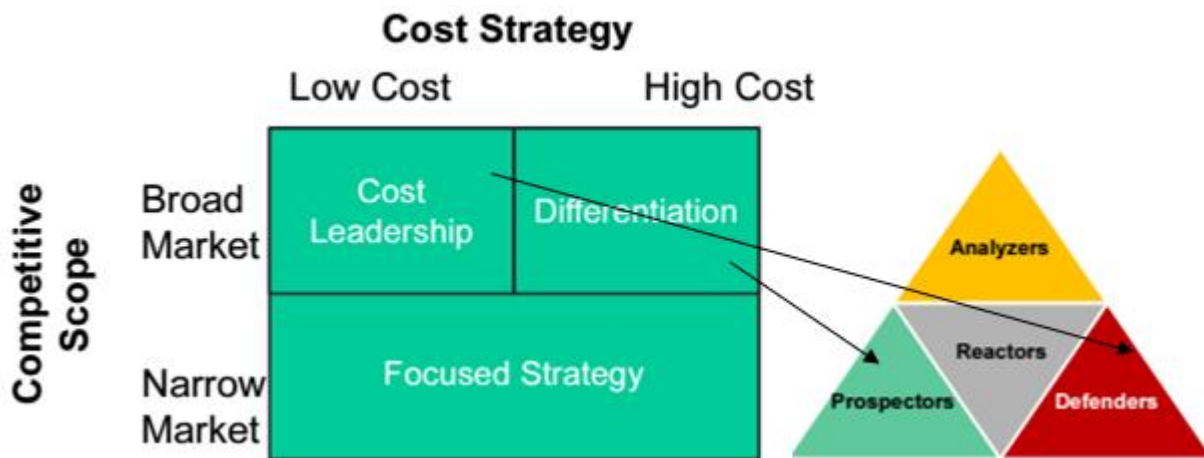 Cost Strategy
Low Cost High Cost
Competitive
Scope
Broad
Market
Cost
Leadership
Differentiation
Narrow
Market
Focused Strategy
Analyzers
Reactors
Prospectors
Defenders